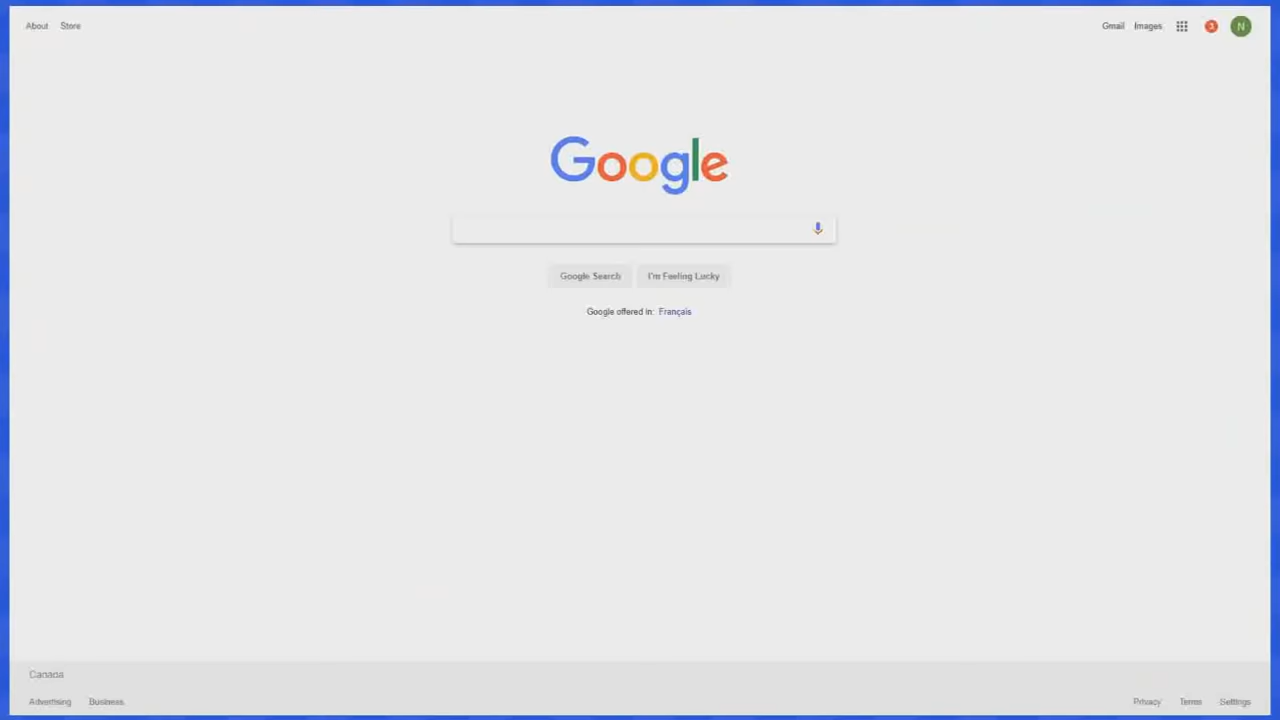 About Store
Gmail Images 3 N
Google
Google Search I'm Feeling Lucky
Google offered in: Français
Canada
Advertising Business
Privacy Terms Settings